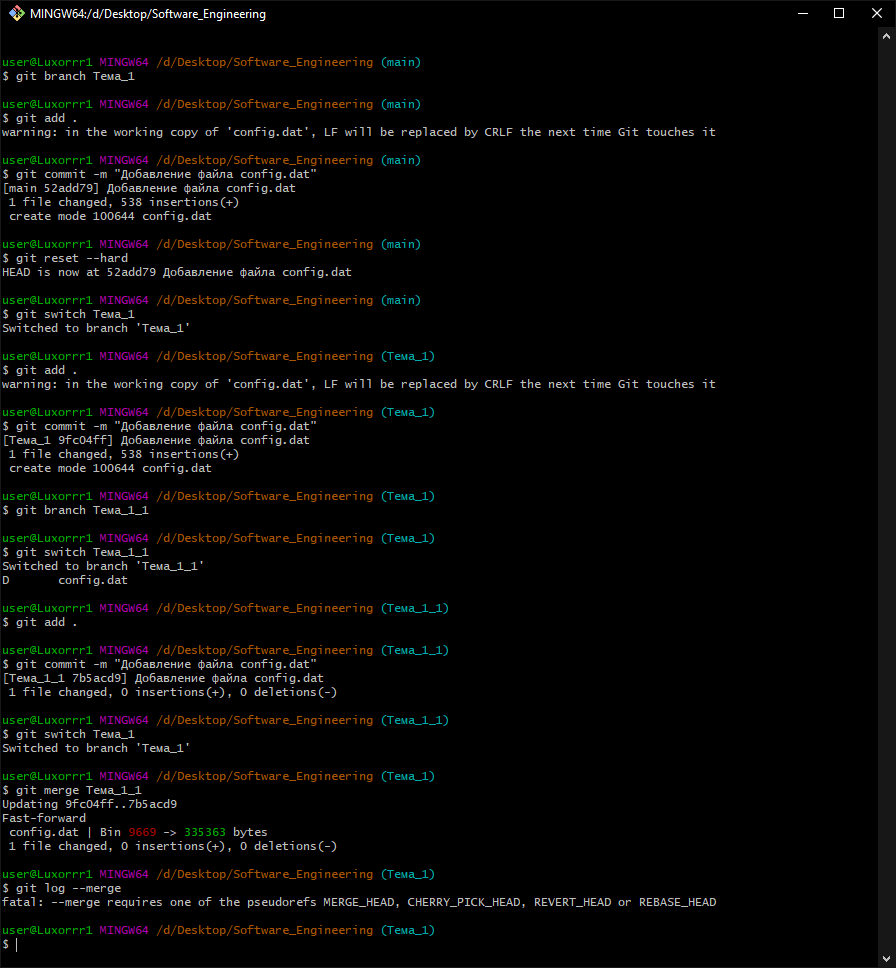 MINGW64:/d/Desktop/Software_Engineering
user@Luxorrr1 MINGW64 /d/Desktop/Software_Engineering (main)
$ git branch Тема_1
user@Luxorrr1 MINGW64 /d/Desktop/Software_Engineering (main)
$ git add .
warning: in the working copy of 'config.dat', LF will be replaced by CRLF the next time Git touches it
user@Luxorrr1 MINGW64 /d/Desktop/Software_Engineering (main)
$ git commit -m "Добавление файла config.dat"
[main 52add79] Добавление файла config.dat
 1 file changed, 538 insertions(+)
 create mode 100644 config.dat
user@Luxorrr1 MINGW64 /d/Desktop/Software_Engineering (main)
$ git reset --hard
HEAD is now at 52add79 Добавление файла config.dat
user@Luxorrr1 MINGW64 /d/Desktop/Software_Engineering (main)
$ git switch Тема_1
Switched to branch 'Тема_1'
user@Luxorrr1 MINGW64 /d/Desktop/Software_Engineering (Тема_1)
$ git add .
warning: in the working copy of 'config.dat', LF will be replaced by CRLF the next time Git touches it
user@Luxorrr1 MINGW64 /d/Desktop/Software_Engineering (Тема_1)
$ git commit -m "Добавление файла config.dat"
[Тема_1 9fc04ff] Добавление файла config.dat
 1 file changed, 538 insertions(+)
 create mode 100644 config.dat
user@Luxorrr1 MINGW64 /d/Desktop/Software_Engineering (Тема_1)
$ git branch Тема_1_1
user@Luxorrr1 MINGW64 /d/Desktop/Software_Engineering (Тема_1)
$ git switch Тема_1_1
Switched to branch 'Тема_1_1'
D       config.dat
user@Luxorrr1 MINGW64 /d/Desktop/Software_Engineering (Тема_1_1)
$ git add .
user@Luxorrr1 MINGW64 /d/Desktop/Software_Engineering (Тема_1_1)
$ git commit -m "Добавление файла config.dat"
[Тема_1_1 7b5acd9] Добавление файла config.dat
 1 file changed, 0 insertions(+), 0 deletions(-)
user@Luxorrr1 MINGW64 /d/Desktop/Software_Engineering (Тема_1_1)
$ git switch Тема_1
Switched to branch 'Тема_1'
user@Luxorrr1 MINGW64 /d/Desktop/Software_Engineering (Тема_1)
$ git merge Тема_1_1
Updating 9fc04ff..7b5acd9
Fast-forward
 config.dat | Bin 9669 -> 335363 bytes
 1 file changed, 0 insertions(+), 0 deletions(-)
user@Luxorrr1 MINGW64 /d/Desktop/Software_Engineering (Тема_1)
$ git log --merge
fatal: --merge requires one of the pseudorefs MERGE_HEAD, CHERRY_PICK_HEAD, REVERT_HEAD or REBASE_HEAD
user@Luxorrr1 MINGW64 /d/Desktop/Software_Engineering (Тема_1)
$